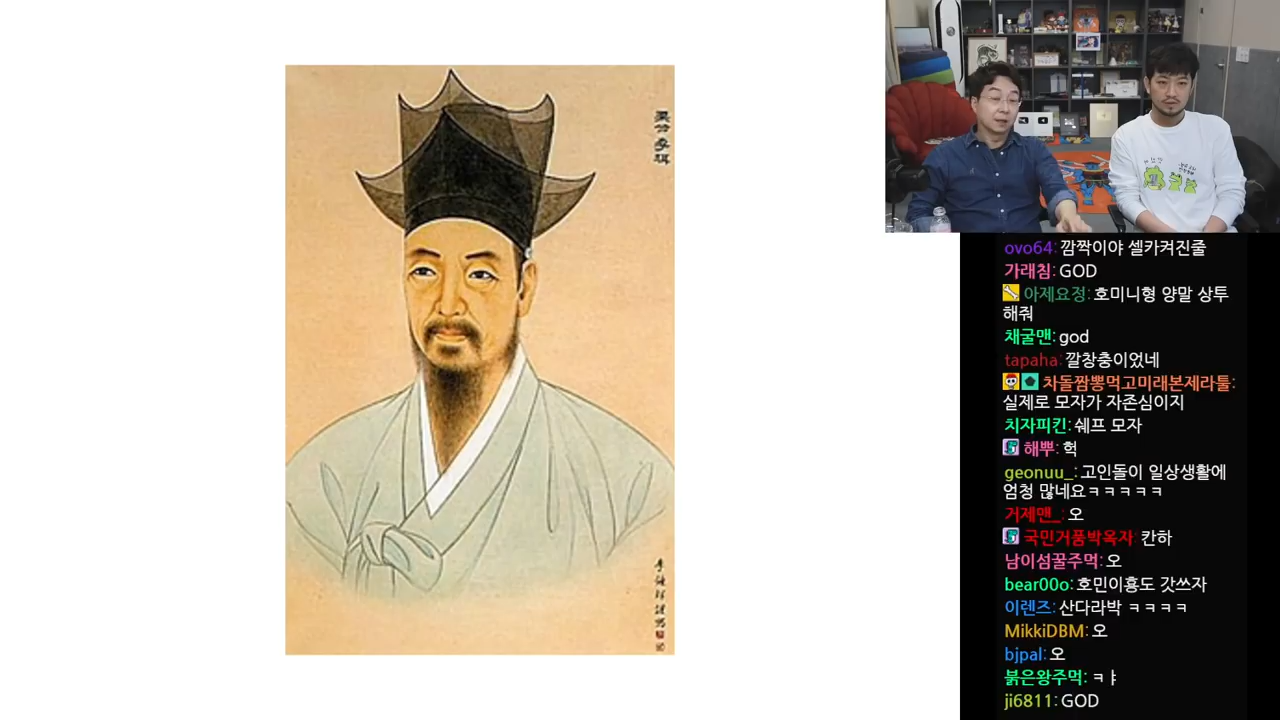 栗谷 李珥
ovo64: 깜짝이야 셀카켜진줄
가래침: GOD
아제요정: 호미니형 양말 상투
해줘
채굴맨: god
tapaha: 깔창충이었네
차돌짬뽕먹고미래본제라툴:
실제로 모자가 자존심이지
치자피킨: 쉐프 모자
해뿌: 헉
geonuu_: 고인돌이 일상생활에
엄청 많네요ㅋㅋㅋㅋㅋ
거제맨_: 오
국민거품박옥자: 칸하
남이섬꿀주먹: 오
bear00o: 호민이횽도 갓쓰자
이렌즈: 산다라박 ㅋㅋㅋㅋ
MikkiDBM: 오
bjpal: 오
붉은왕주먹: ㅋㅑ
ji6811: GOD